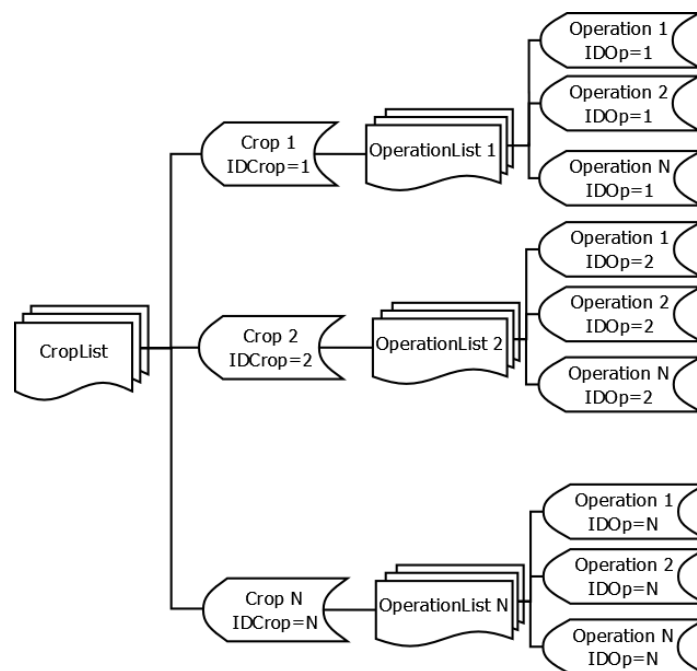 Operation 1
IDOp=1
Operation 2
IDOp=1
Crop 1
IDCrop=1
OperationList 1
Operation N
IDOp=1
Operation 1
IDOp=2
Operation 2
IDOp=2
CropList
Crop 2
IDCrop=2
OperationList 2
Operation N
IDOp=2
Operation 1
IDOp=N
Operation 2
IDOp=N
Crop N
IDCrop=N
OperationList N
Operation N
IDOp=N